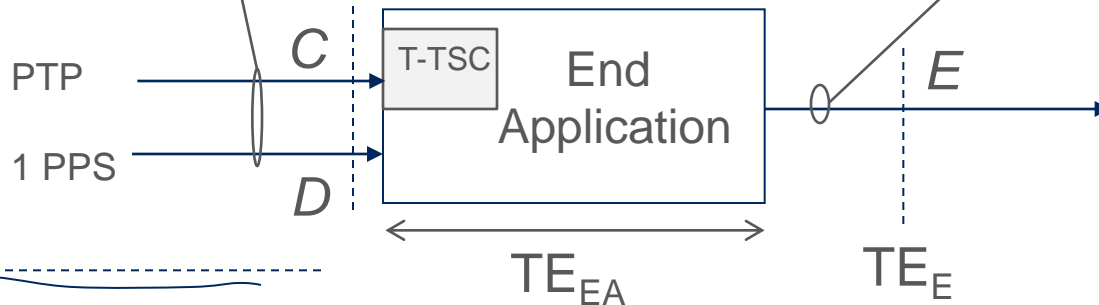 C
PTP
T-TSC
End
Application
E
1 PPS
D
TE_EA
TE_E